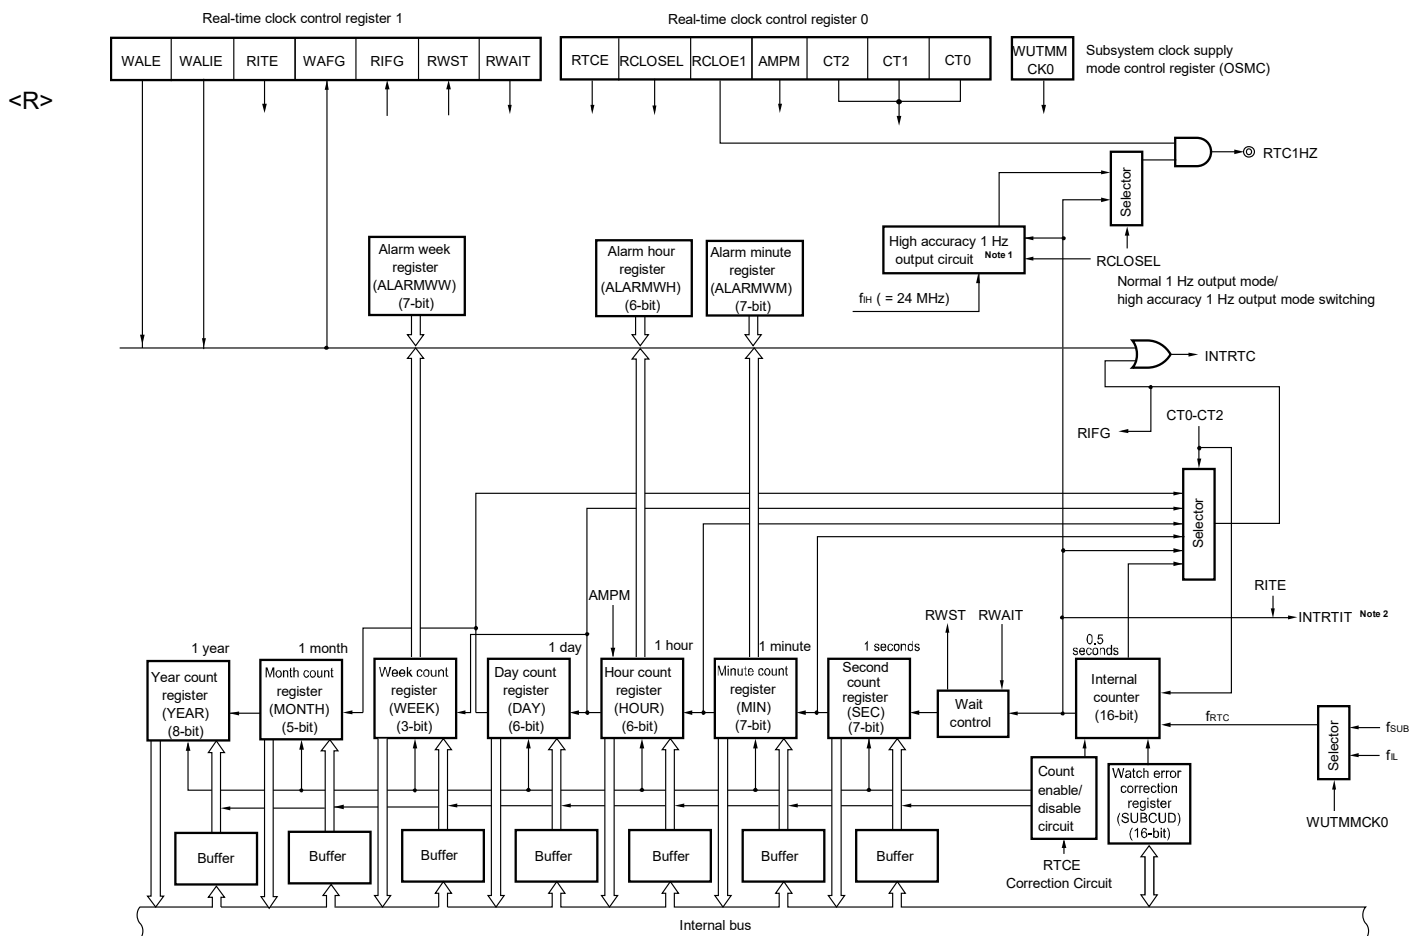 Real-time clock control register 1
Real-time clock control register 0
WALE WALIE RITE WAFG RIFG RWST RWAIT
RTCE RCLOSEL RCLOE1 AMPM CT2 CT1 CT0
WUTMM
CK0
Subsystem clock supply
mode control register (OSMC)
<R>
RTC1HZ
Selector
Alarm week
register
(ALARMWW)
(7-bit)
Alarm hour
register
(ALARMWH)
(6-bit)
Alarm minute
register
(ALARMWM)
(7-bit)
High accuracy 1 Hz
output circuit Note 1
RCLOSEL
Normal 1 Hz output mode/
high accuracy 1 Hz output mode switching
fIH ( = 24 MHz)
INTRTC
RIFG
CT0-CT2
Selector
RITE
INTRTIT Note 2
AMPM
RWST RWAIT
1 year
1 month
1 day
1 hour
1 minute
1 seconds
0.5
seconds
Year count
register
(YEAR)
(8-bit)
Month count
register
(MONTH)
(5-bit)
Week count
register
(WEEK)
(3-bit)
Day count
register
(DAY)
(6-bit)
Hour count
register
(HOUR)
(6-bit)
Minute count
register
(MIN)
(7-bit)
Second
count
register
(SEC)
(7-bit)
Wait
control
Internal
counter
(16-bit)
fRTC
Selector
fSUB
fIL
WUTMMCK0
Count
enable/
disable
circuit
Watch error
correction
register
(SUBCUD)
(16-bit)
RTCE
Correction Circuit
Buffer
Buffer
Buffer
Buffer
Buffer
Buffer
Buffer
Internal bus